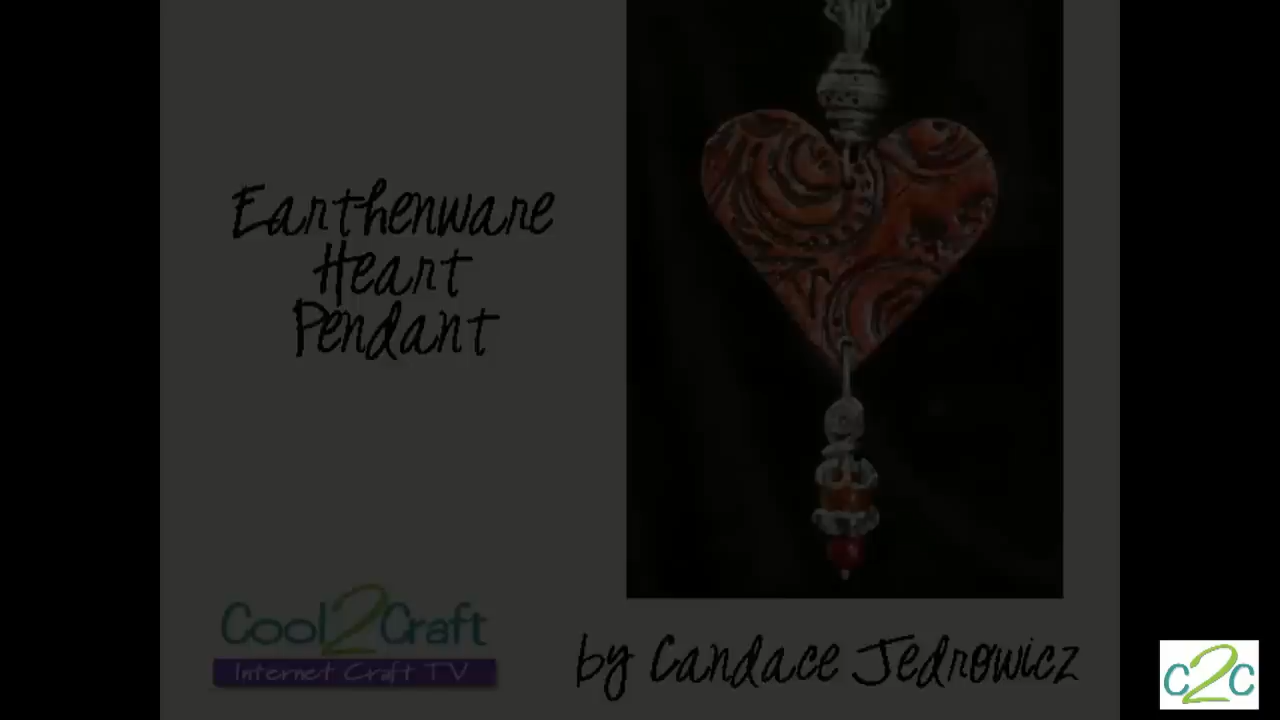 Earthenware
Heart
Pendant
Cool2Craft
Internet Craft TV
by Candace Jedrowicz
C2C